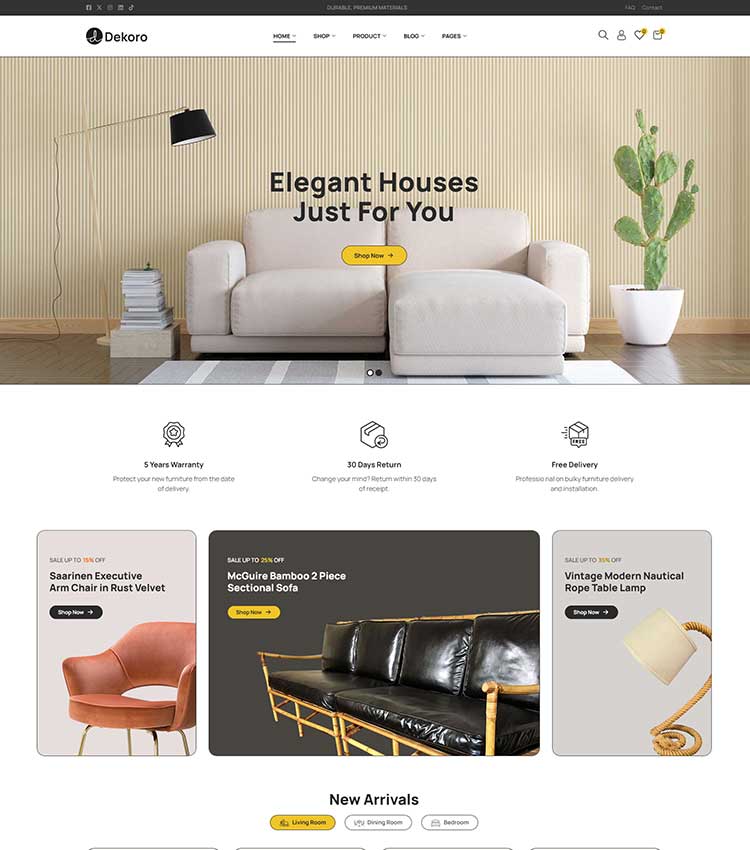 DURABLE, PREMIUM MATERIALS
FAQ Contact
Dekoro
HOME SHOP PRODUCT BLOG PAGES
0 0
Elegant Houses
Just For You
Shop Now
5 Years Warranty
Protect your new furniture from the date
of delivery.
30 Days Return
Change your mind? Return within 30 days
of receipt.
FREE
Free Delivery
Professio nal on bulky furniture delivery
and installation.
SALE UP TO 15% OFF
Saarinen Executive
Arm Chair in Rust Velvet
Shop Now
SALE UP TO 25% OFF
McGuire Bamboo 2 Piece
Sectional Sofa
Shop Now
SALE UP TO 35% OFF
Vintage Modern Nautical
Rope Table Lamp
Shop Now
New Arrivals
Living Room Dining Room Bedroom